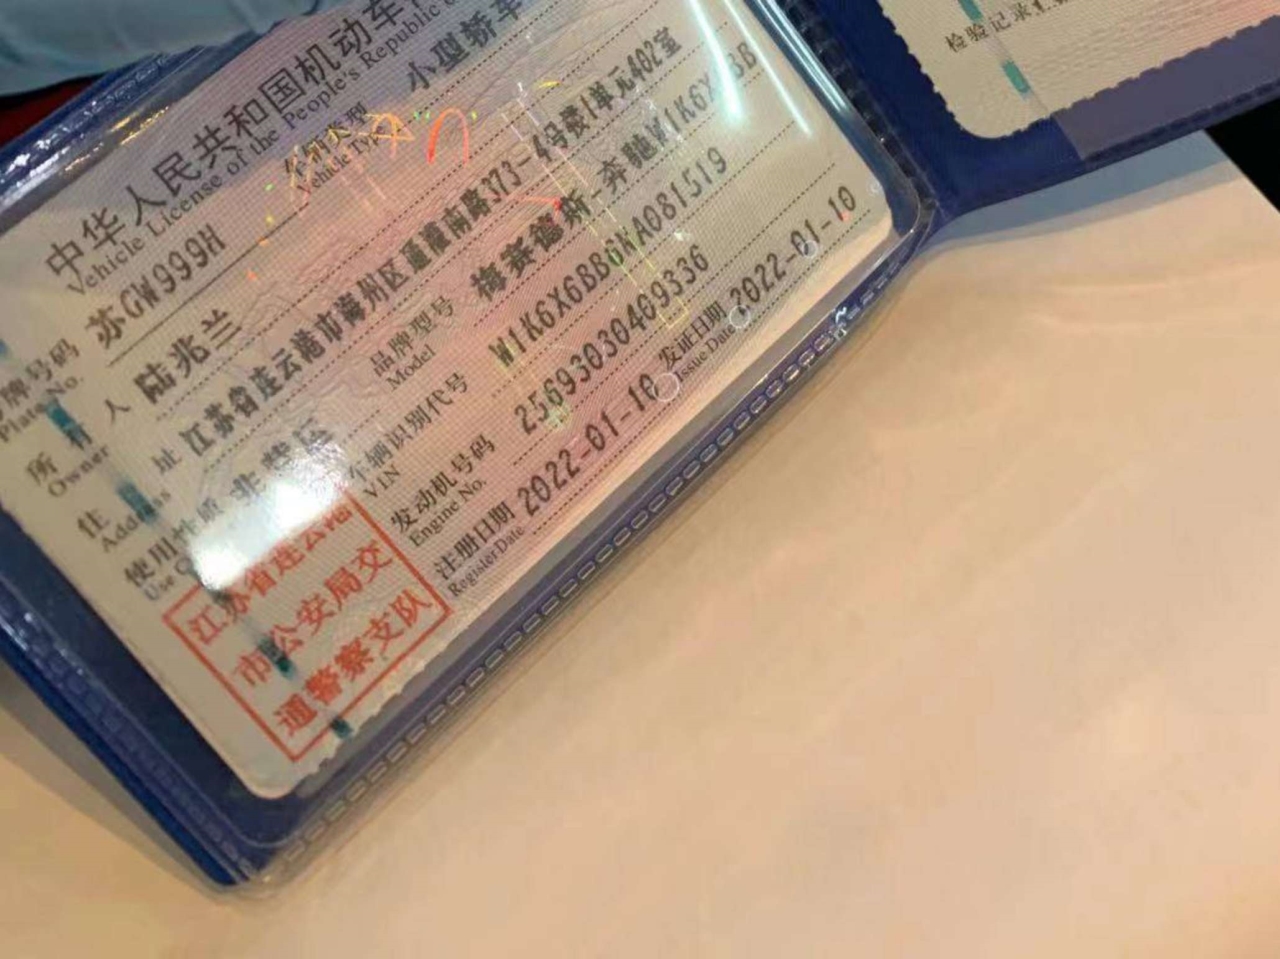 中华人民共和国机动车
Vehicle License of the People's Republic
号牌号码 苏GW999H 车辆类型 小型轿车
Plate No. Vehicle Type
所有人 陆兆兰
Owner
住址 江苏省连云港市海州区通灌南路373-4号楼1单元402室
Address
使用性质 非营运 品牌型号 梅赛德斯-奔驰W1K6X 3B
Use Model
车辆识别代号 W1K6X6BB6NA081519
VIN
发动机号码 25693030409336
Engine No.
注册日期 2022-01-10 发证日期 2022-01-10
Register Date Issue Date
江苏省连云港
市公安局交
通警察支队
检验记录